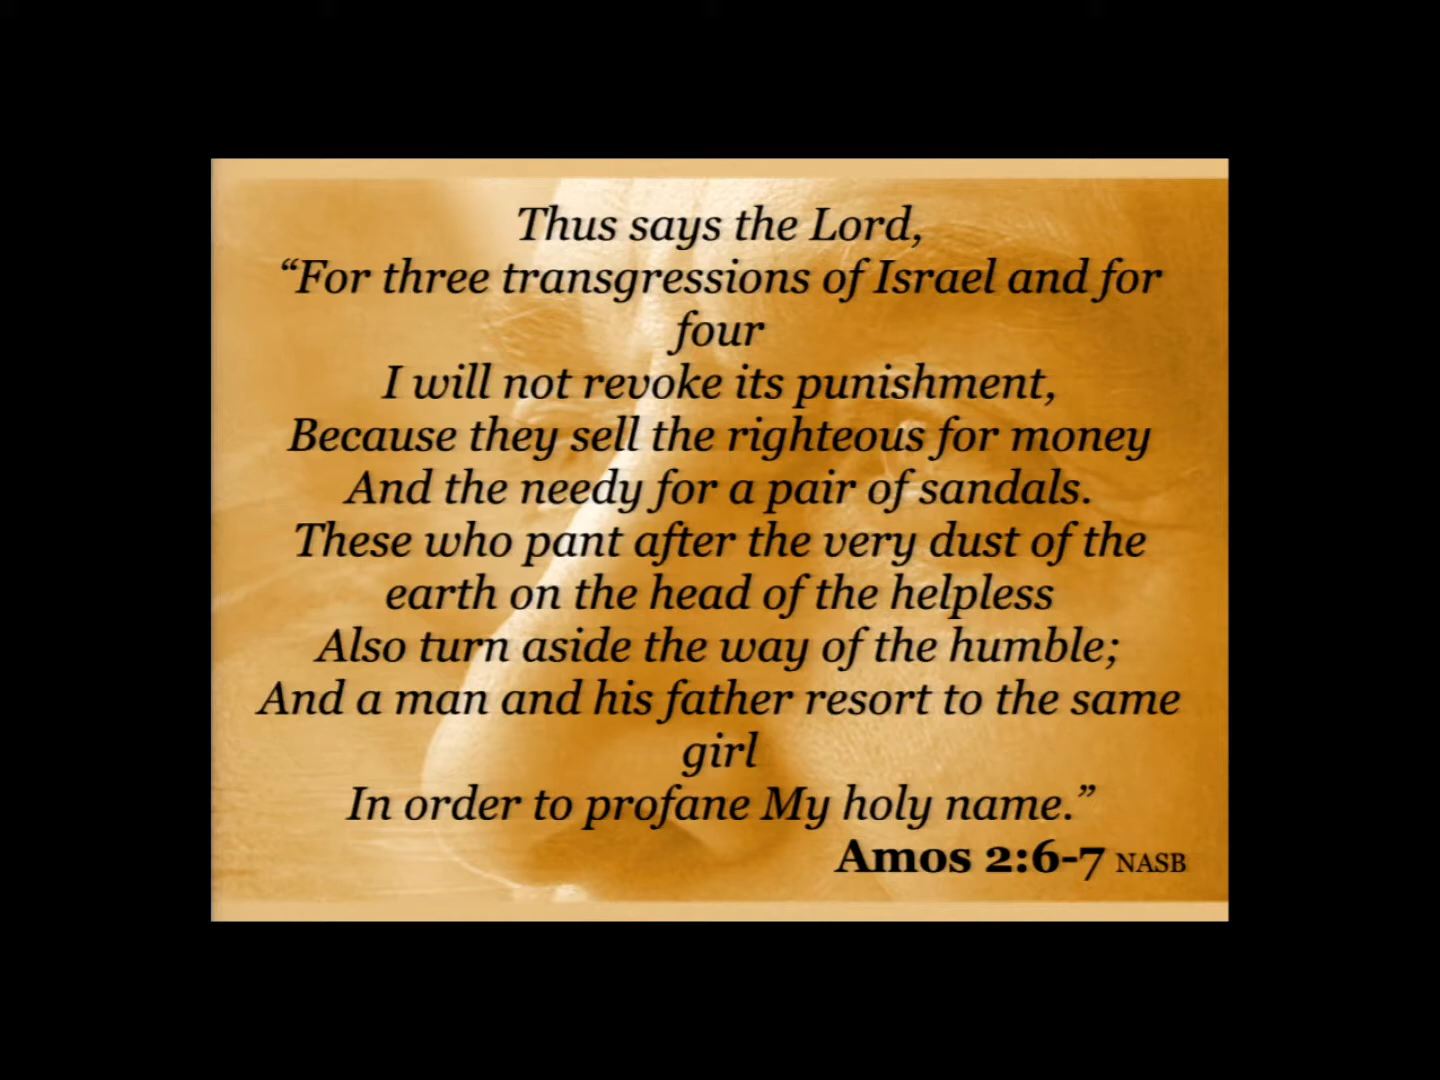 Thus says the Lord,
“For three transgressions of Israel and for
four
I will not revoke its punishment,
Because they sell the righteous for money
And the needy for a pair of sandals.
These who pant after the very dust of the
earth on the head of the helpless
Also turn aside the way of the humble;
And a man and his father resort to the same
girl
In order to profane My holy name.”
Amos 2:6-7 NASB